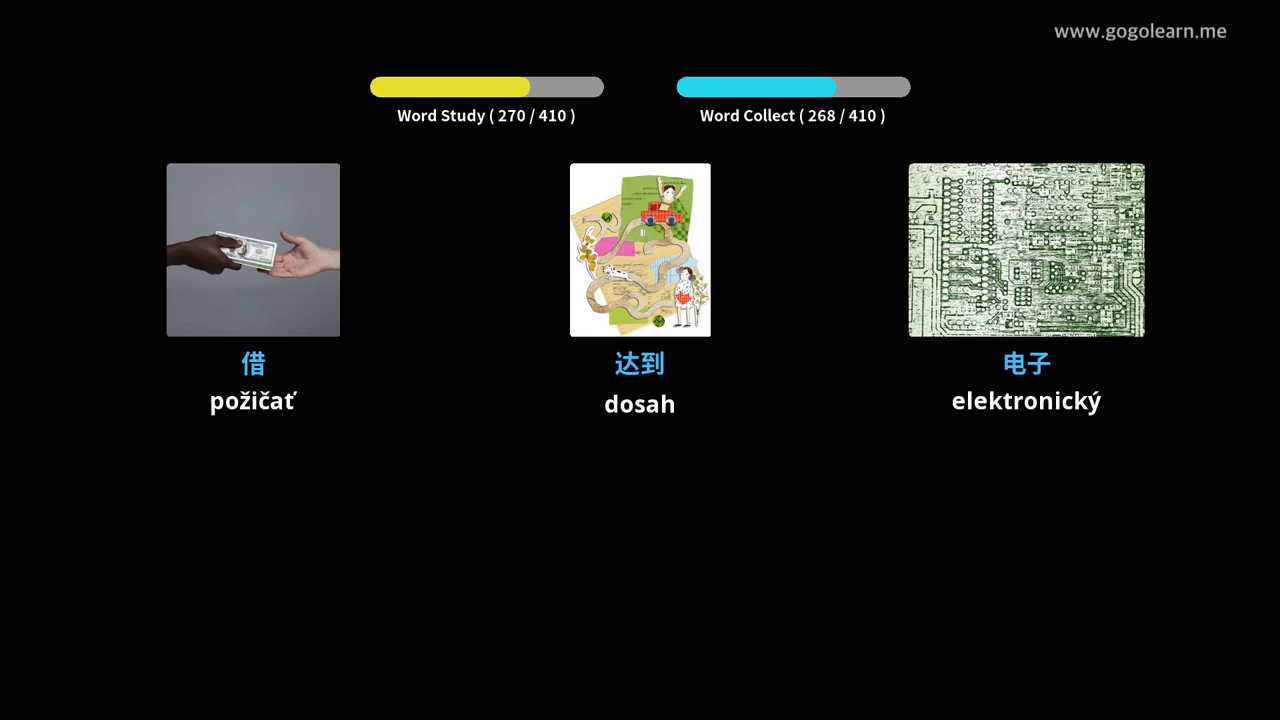 www.gogolearn.me
Word Study ( 270 / 410 )
Word Collect ( 268 / 410 )
借
达到
电子
požičať
dosah
elektronický